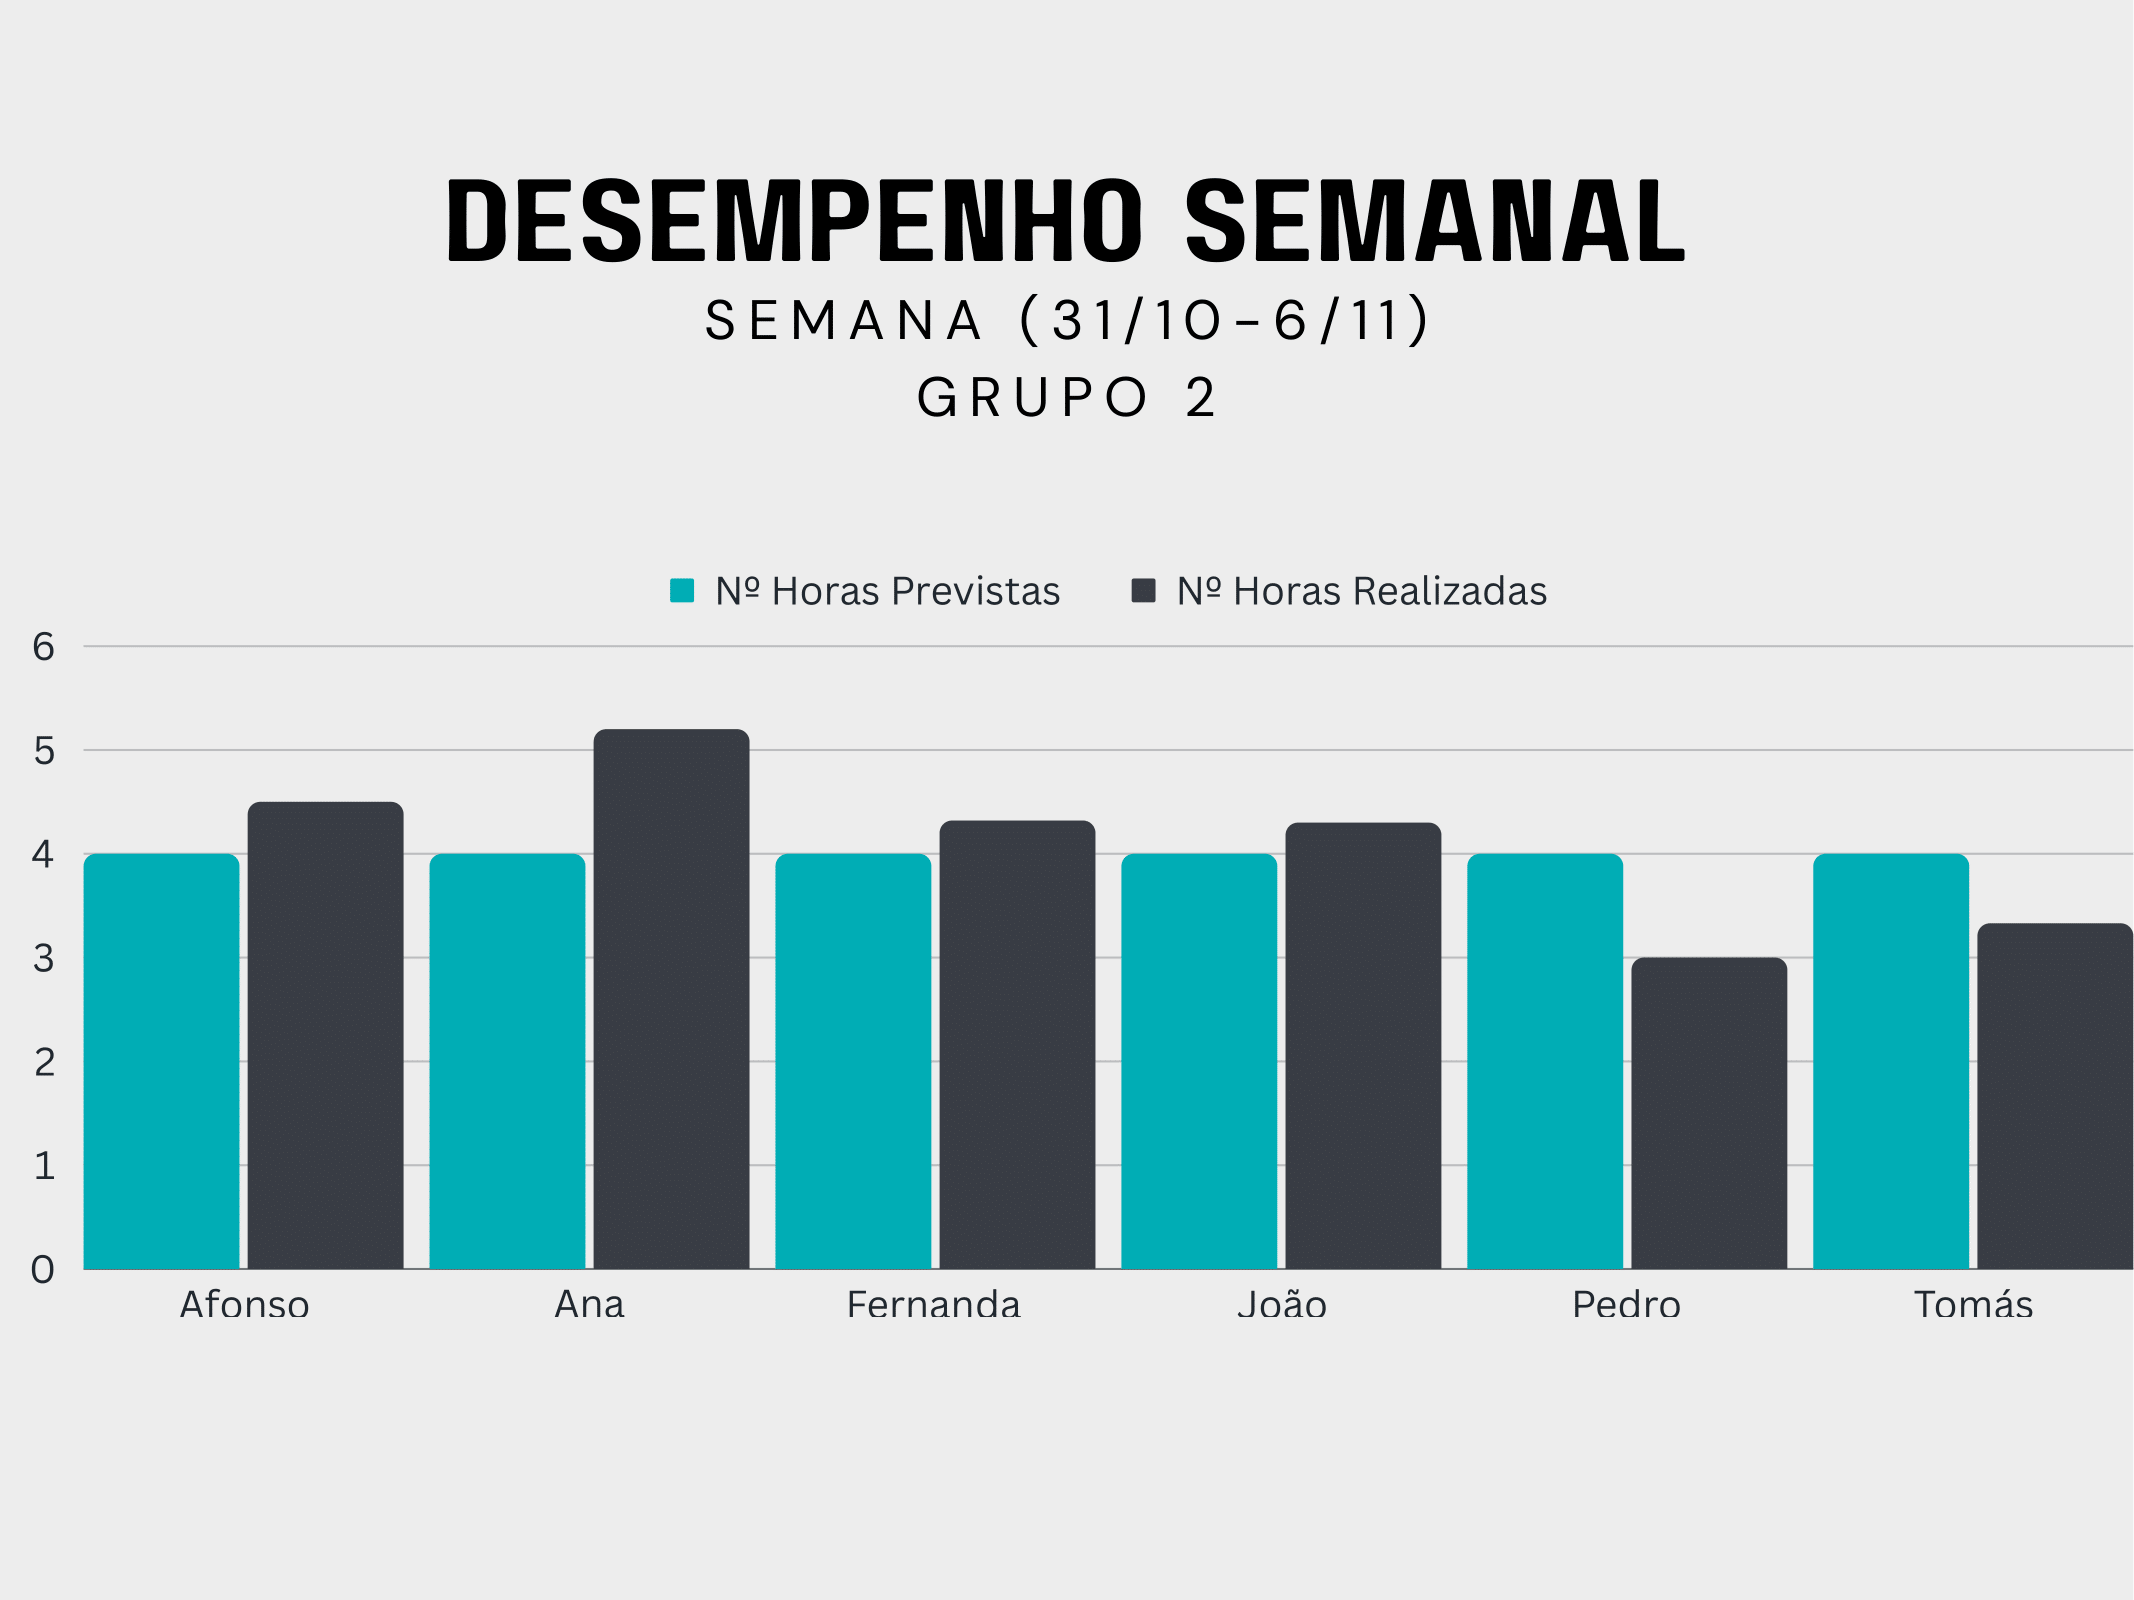 DESEMPENHO SEMANAL
SEMANA (31/10-6/11)
GRUPO 2
Nº Horas Previstas Nº Horas Realizadas
6
5
4
3
2
1
0
Afonso Ana Fernanda João Pedro Tomás